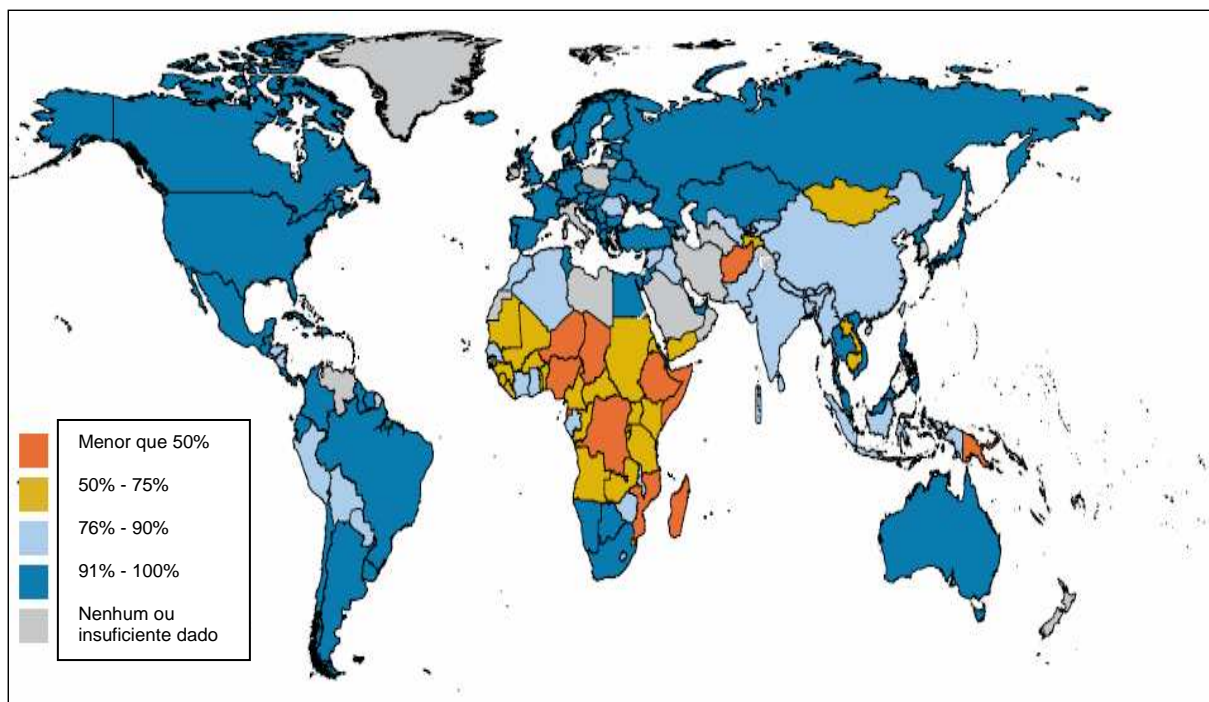 Menor que 50%
50% - 75%
76% - 90%
91% - 100%
Nenhum ou
insuficiente dado